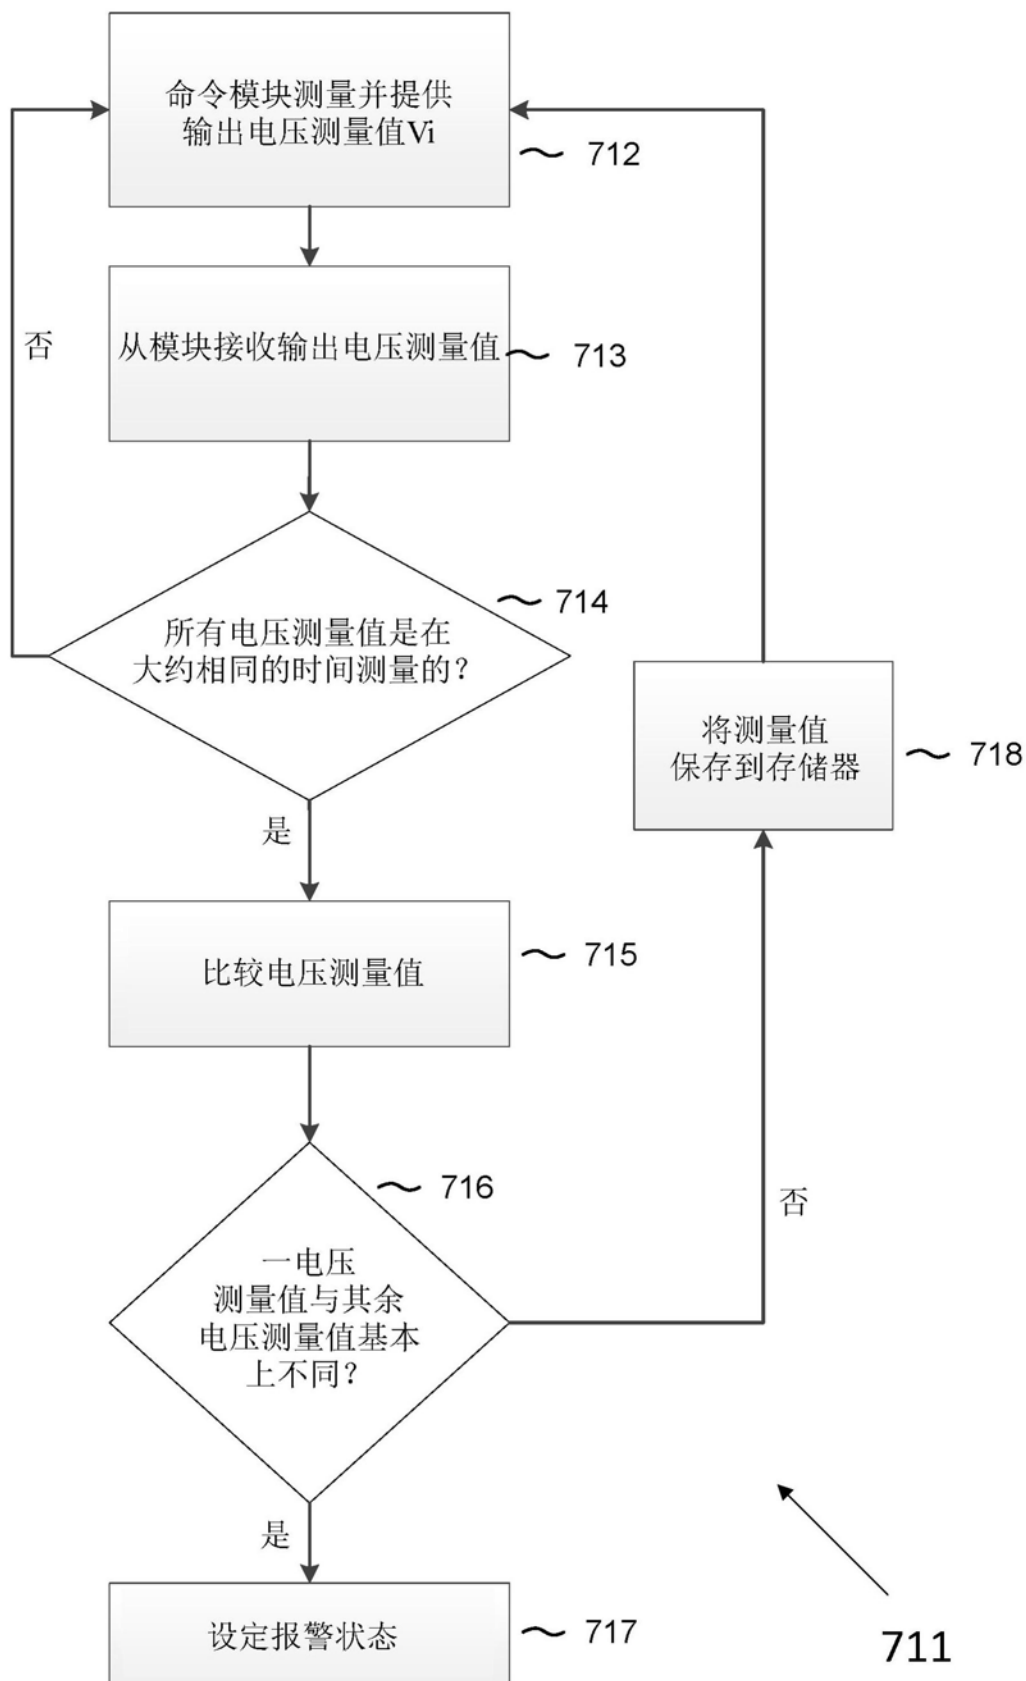 命令模块测量并提供
输出电压测量值Vi
712
否
从模块接收输出电压测量值
713
714
所有电压测量值是在
大约相同的时间测量的？
将测量值
保存到存储器
718
是
比较电压测量值
715
716
否
一电压
测量值与其余
电压测量值基本
上不同？
是
设定报警状态
717
711